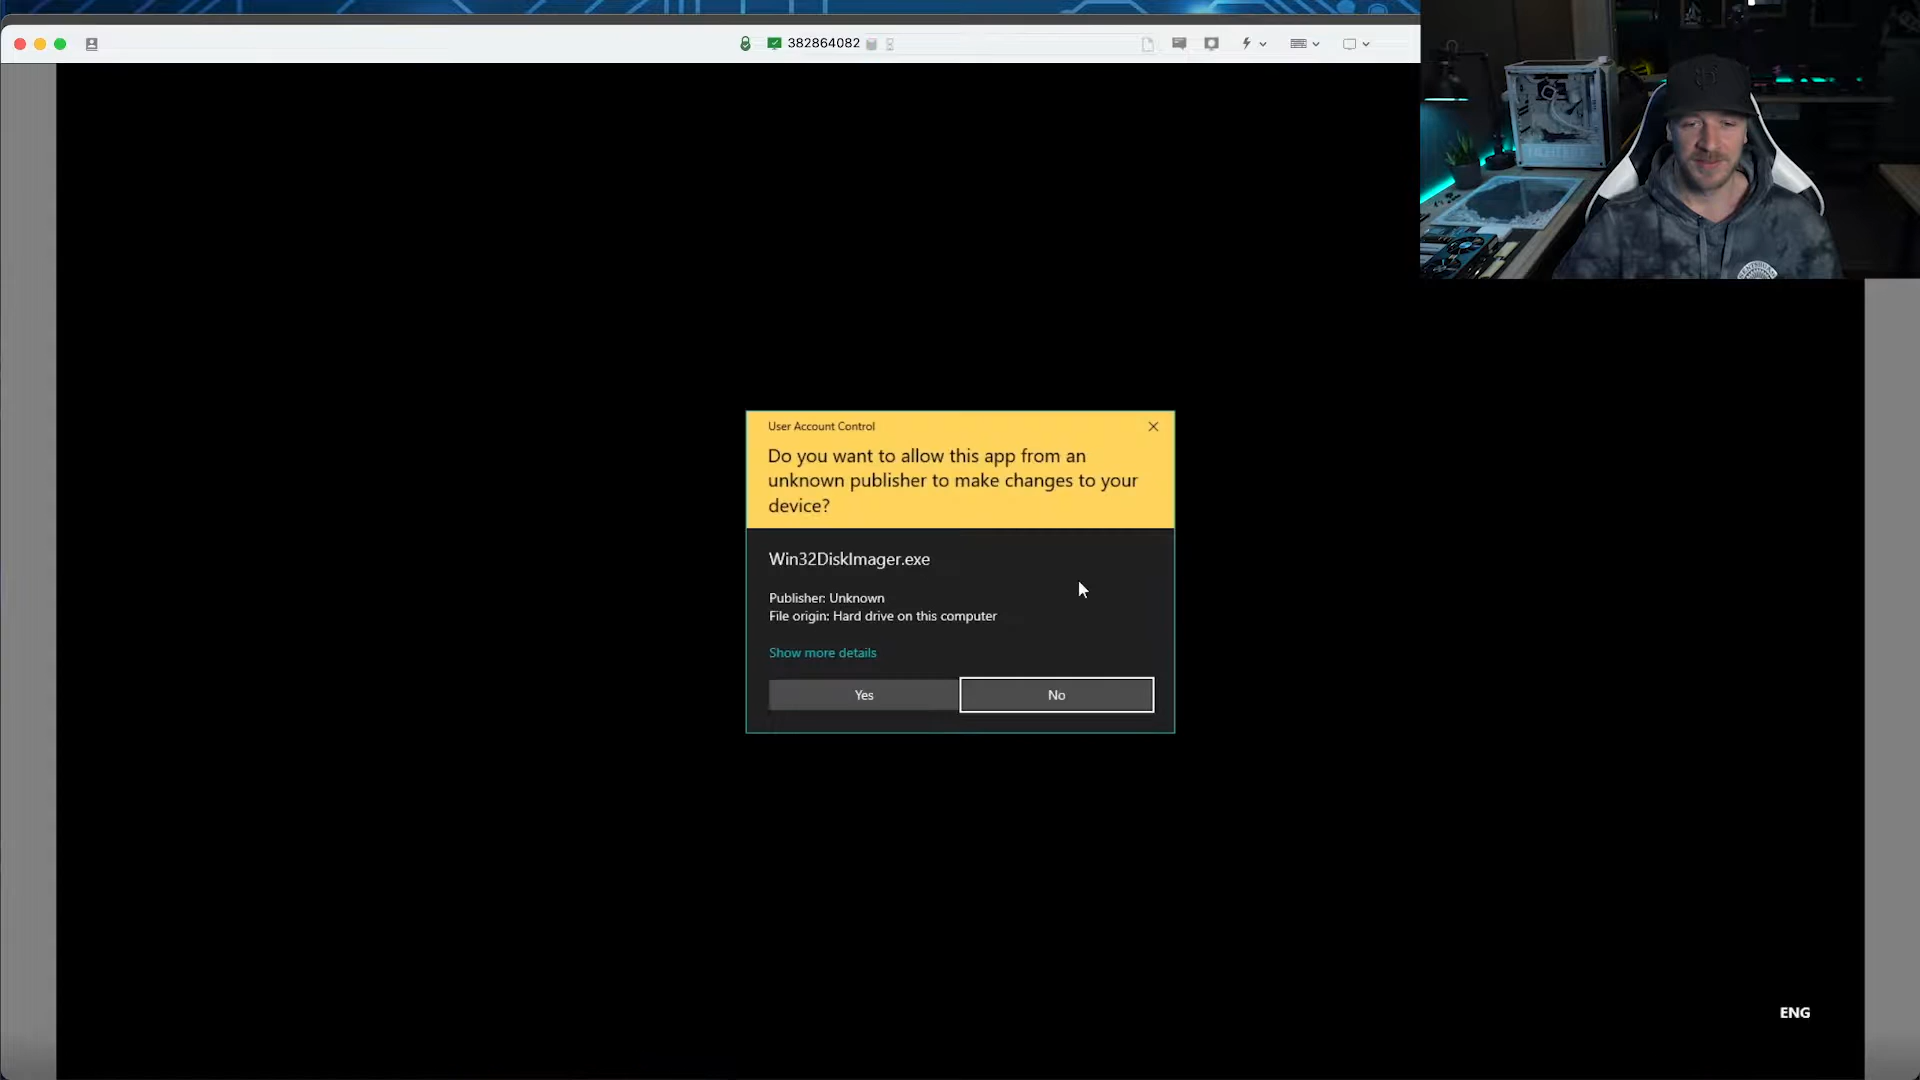 382864082
User Account Control
Do you want to allow this app from an
unknown publisher to make changes to your
device?
Win32DiskImager.exe
Publisher: Unknown
File origin: Hard drive on this computer
Show more details
Yes
No
ENG